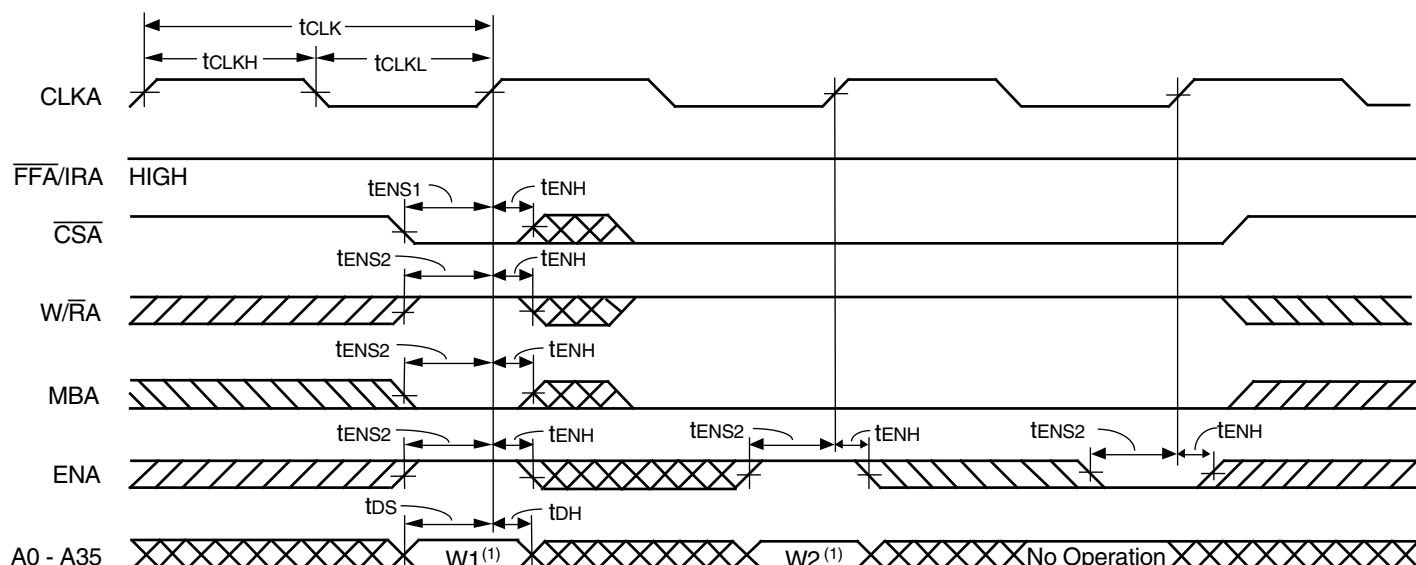 tCLK
tCLKH tCLKL
CLKA
FFA/IRA HIGH
tENS1 tENH
CSA
tENS2 tENH
W/RA
tENS2 tENH
MBA
tENS2 tENH tENS2 tENH tENS2 tENH
ENA
tDS tDH
A0 - A35 W1(1) W2(1) No Operation